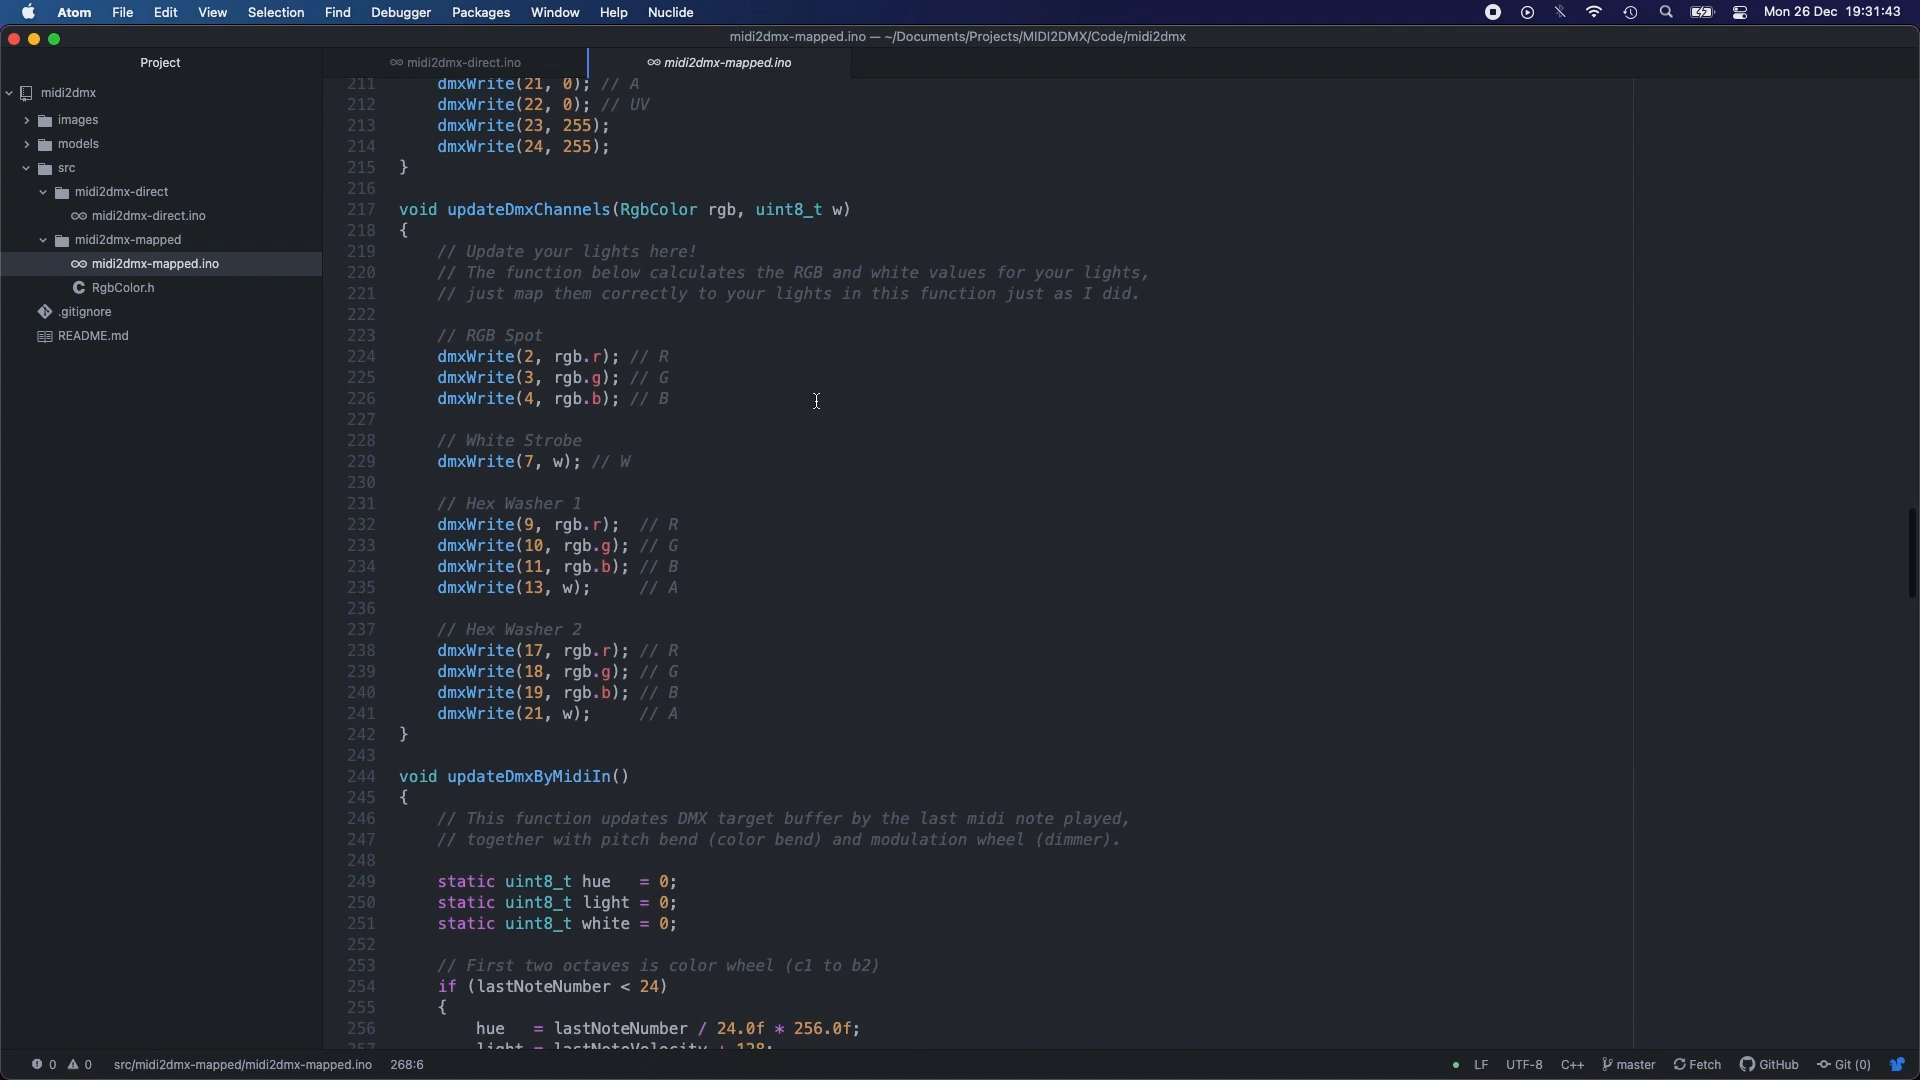 Atom File Edit View Selection Find Debugger Packages Window Help Nuclide Mon 26 Dec 19:31:43
midi2dmx-mapped.ino — ~/Documents/Projects/MIDI2DMX/Code/midi2dmx
Project
midi2dmx-direct.ino midi2dmx-mapped.ino
midi2dmx
images
models
src
midi2dmx-direct
midi2dmx-direct.ino
midi2dmx-mapped
midi2dmx-mapped.ino
RgbColor.h
.gitignore
README.md
211 dmxWrite(21, 0); // A
212 dmxWrite(22, 0); // UV
213 dmxWrite(23, 255);
214 dmxWrite(24, 255);
215 }
216
217 void updateDmxChannels(RgbColor rgb, uint8_t w)
218 {
219 // Update your lights here!
220 // The function below calculates the RGB and white values for your lights,
221 // just map them correctly to your lights in this function just as I did.
222
223 // RGB Spot
224 dmxWrite(2, rgb.r); // R
225 dmxWrite(3, rgb.g); // G
226 dmxWrite(4, rgb.b); // B
227
228 // White Strobe
229 dmxWrite(7, w); // W
230
231 // Hex Washer 1
232 dmxWrite(9, rgb.r); // R
233 dmxWrite(10, rgb.g); // G
234 dmxWrite(11, rgb.b); // B
235 dmxWrite(13, w); // A
236
237 // Hex Washer 2
238 dmxWrite(17, rgb.r); // R
239 dmxWrite(18, rgb.g); // G
240 dmxWrite(19, rgb.b); // B
241 dmxWrite(21, w); // A
242 }
243
244 void updateDmxByMidiIn()
245 {
246 // This function updates DMX target buffer by the last midi note played,
247 // together with pitch bend (color bend) and modulation wheel (dimmer).
248
249 static uint8_t hue = 0;
250 static uint8_t light = 0;
251 static uint8_t white = 0;
252
253 // First two octaves is color wheel (c1 to b2)
254 if (lastNoteNumber < 24)
255 {
256 hue = lastNoteNumber / 24.0f * 256.0f;
257 light = lastNoteVelocity + 128;
0 0 src/midi2dmx-mapped/midi2dmx-mapped.ino 268:6 LF UTF-8 C++ master Fetch GitHub Git (0)